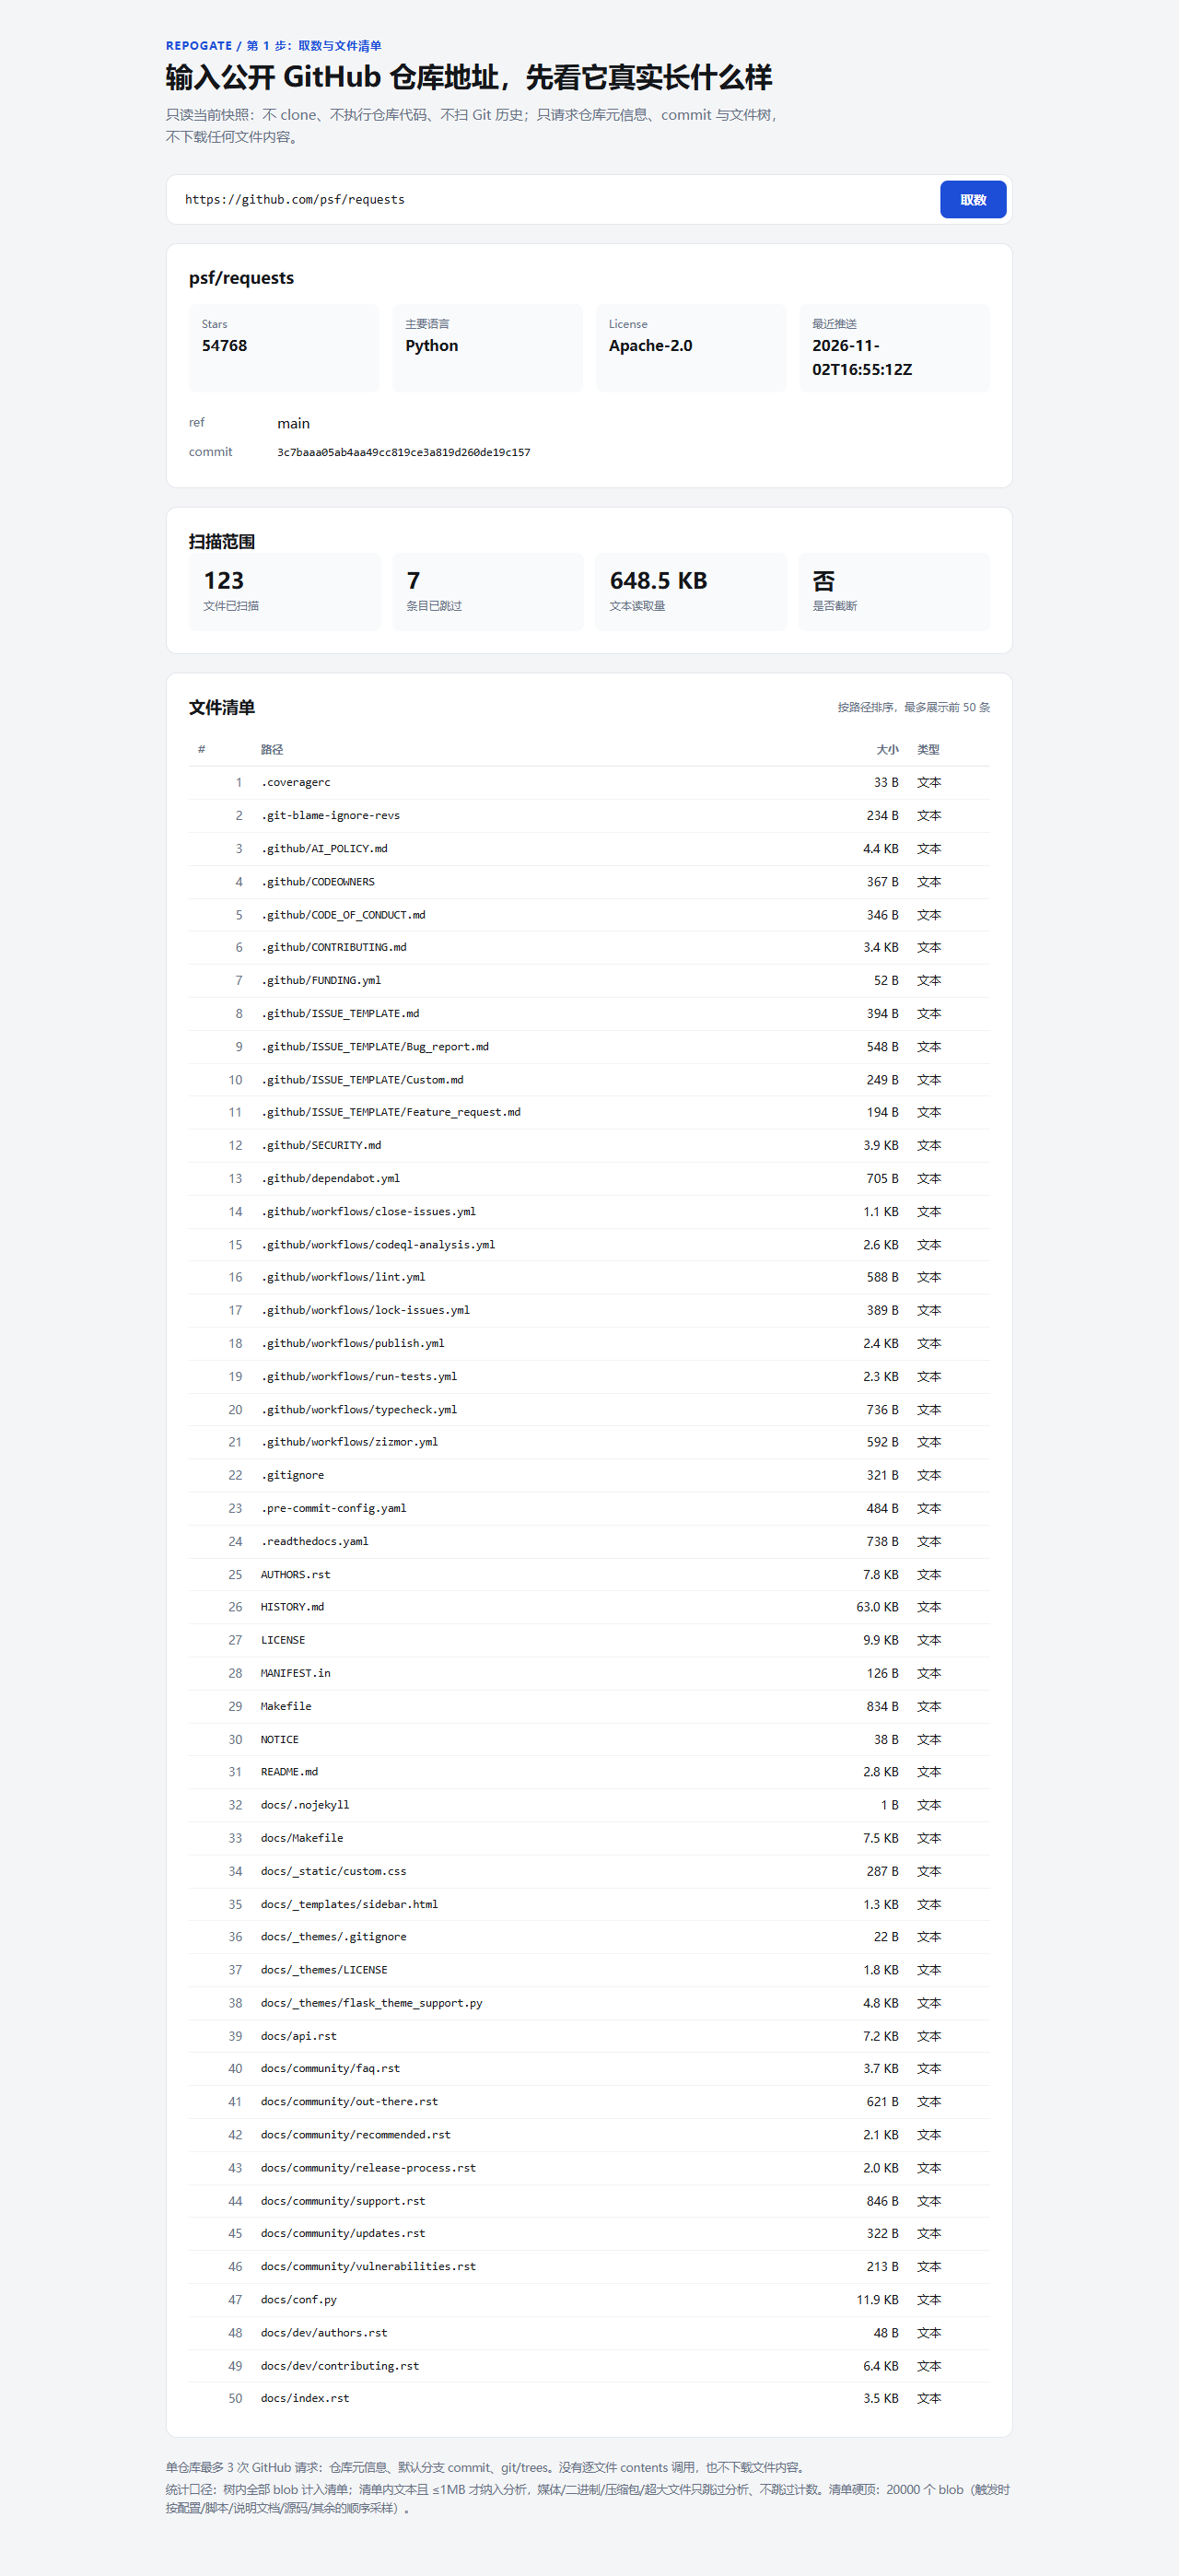 REPOGATE / 第 1 步：取数与文件清单
输入公开 GitHub 仓库地址，先看它真实长什么样
只读当前快照：不 clone、不执行仓库代码、不扫 Git 历史；只请求仓库元信息、commit 与文件树，
不下载任何文件内容。
https://github.com/psf/requests 取数
psf/requests
Stars 主要语言 License 最近推送
54768 Python Apache-2.0 2026-11-
02T16:55:12Z
ref main
commit 3c7baaa05ab4aa49cc819ce3a819d260de19c157
扫描范围
123 7 648.5 KB 否
文件已扫描 条目已跳过 文本读取量 是否截断
文件清单 按路径排序，最多展示前 50 条
# 路径 大小 类型
1 .coveragerc 33 B 文本
2 .git-blame-ignore-revs 234 B 文本
3 .github/AI_POLICY.md 4.4 KB 文本
4 .github/CODEOWNERS 367 B 文本
5 .github/CODE_OF_CONDUCT.md 346 B 文本
6 .github/CONTRIBUTING.md 3.4 KB 文本
7 .github/FUNDING.yml 52 B 文本
8 .github/ISSUE_TEMPLATE.md 394 B 文本
9 .github/ISSUE_TEMPLATE/Bug_report.md 548 B 文本
10 .github/ISSUE_TEMPLATE/Custom.md 249 B 文本
11 .github/ISSUE_TEMPLATE/Feature_request.md 194 B 文本
12 .github/SECURITY.md 3.9 KB 文本
13 .github/dependabot.yml 705 B 文本
14 .github/workflows/close-issues.yml 1.1 KB 文本
15 .github/workflows/codeql-analysis.yml 2.6 KB 文本
16 .github/workflows/lint.yml 588 B 文本
17 .github/workflows/lock-issues.yml 389 B 文本
18 .github/workflows/publish.yml 2.4 KB 文本
19 .github/workflows/run-tests.yml 2.3 KB 文本
20 .github/workflows/typecheck.yml 736 B 文本
21 .github/workflows/zizmor.yml 592 B 文本
22 .gitignore 321 B 文本
23 .pre-commit-config.yaml 484 B 文本
24 .readthedocs.yaml 738 B 文本
25 AUTHORS.rst 7.8 KB 文本
26 HISTORY.md 63.0 KB 文本
27 LICENSE 9.9 KB 文本
28 MANIFEST.in 126 B 文本
29 Makefile 834 B 文本
30 NOTICE 38 B 文本
31 README.md 2.8 KB 文本
32 docs/.nojekyll 1 B 文本
33 docs/Makefile 7.5 KB 文本
34 docs/_static/custom.css 287 B 文本
35 docs/_templates/sidebar.html 1.3 KB 文本
36 docs/_themes/.gitignore 22 B 文本
37 docs/_themes/LICENSE 1.8 KB 文本
38 docs/_themes/flask_theme_support.py 4.8 KB 文本
39 docs/api.rst 7.2 KB 文本
40 docs/community/faq.rst 3.7 KB 文本
41 docs/community/out-there.rst 621 B 文本
42 docs/community/recommended.rst 2.1 KB 文本
43 docs/community/release-process.rst 2.0 KB 文本
44 docs/community/support.rst 846 B 文本
45 docs/community/updates.rst 322 B 文本
46 docs/community/vulnerabilities.rst 213 B 文本
47 docs/conf.py 11.9 KB 文本
48 docs/dev/authors.rst 48 B 文本
49 docs/dev/contributing.rst 6.4 KB 文本
50 docs/index.rst 3.5 KB 文本
单仓库最多 3 次 GitHub 请求：仓库元信息、默认分支 commit、git/trees。没有逐文件 contents 调用，也不下载文件内容。
统计口径：树内全部 blob 计入清单；清单内文本且 ≤1MB 才纳入分析，媒体/二进制/压缩包/超大文件只跳过分析、不跳过计数。清单硬顶：20000 个 blob（触发时
按配置/脚本/说明文档/源码/其余的顺序采样）。